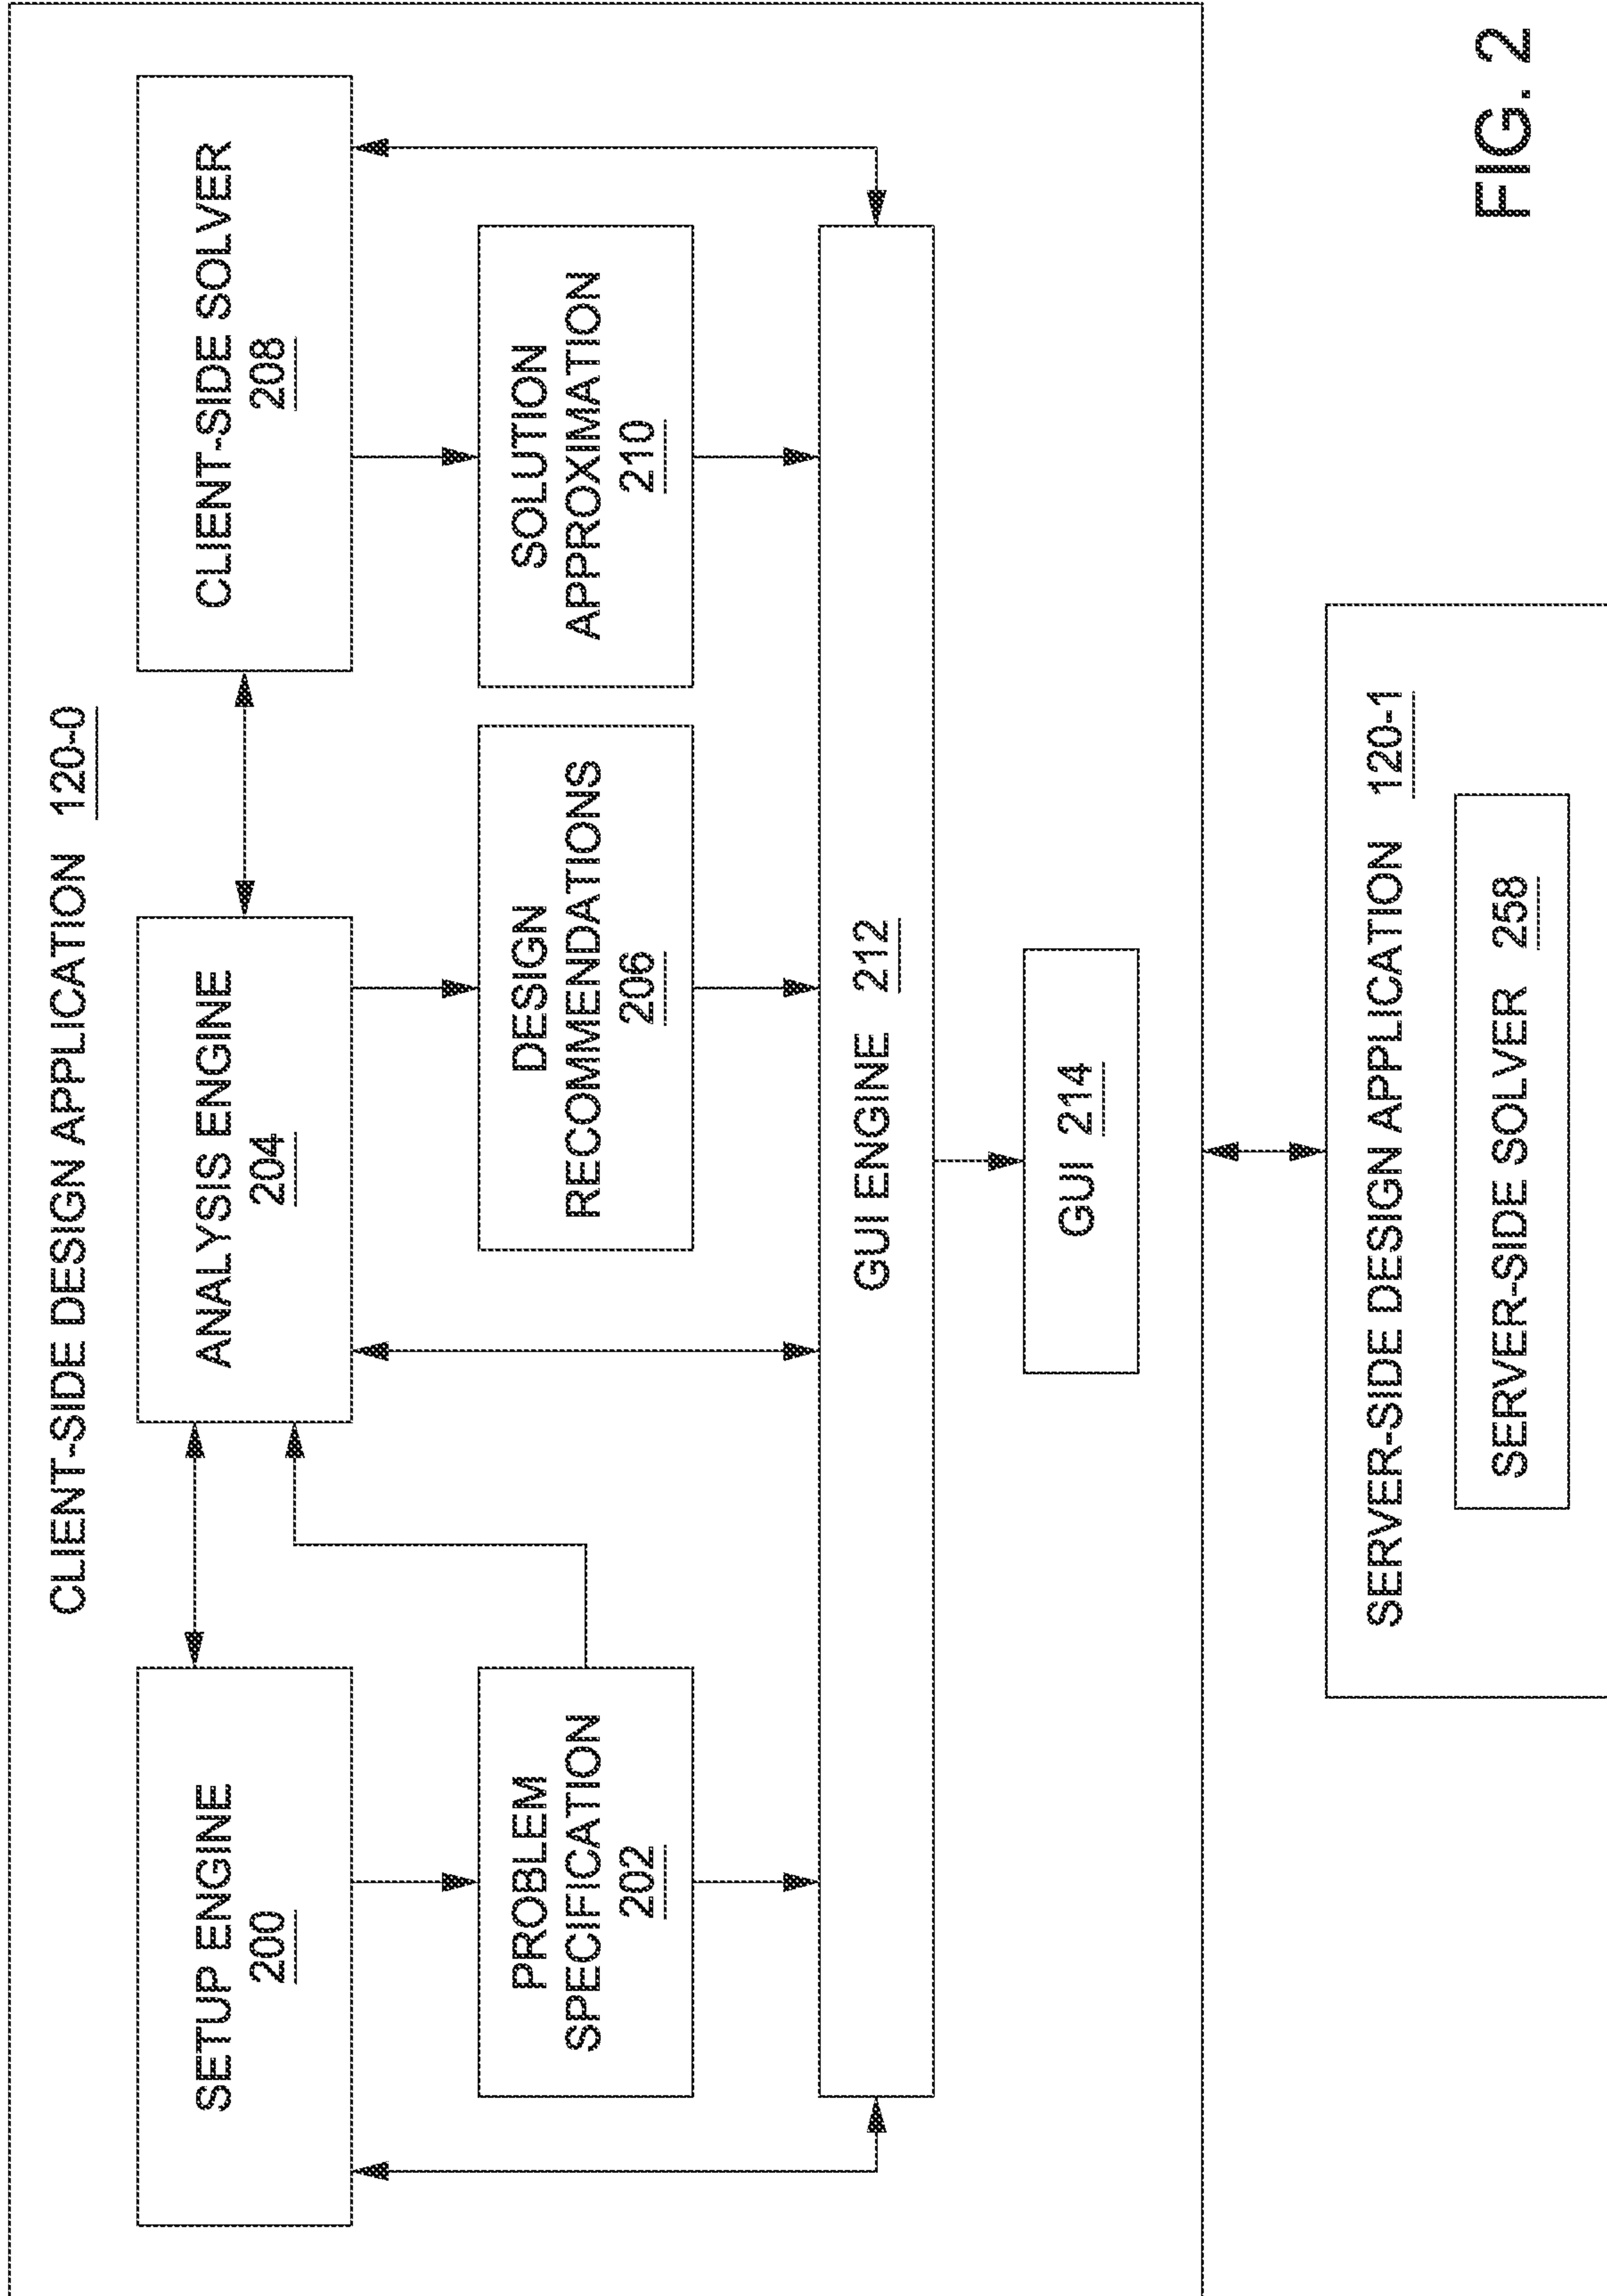 CLIENT-SIDE DESIGN APPLICATION 120-0
SETUP ENGINE
200
ANALYSIS ENGINE
204
CLIENT-SIDE SOLVER
208
PROBLEM
SPECIFICATION
202
DESIGN
RECOMMENDATIONS
206
SOLUTION
APPROXIMATION
210
GUI ENGINE 212
GUI 214
SERVER-SIDE DESIGN APPLICATION 120-1
SERVER-SIDE SOLVER 258
FIG. 2